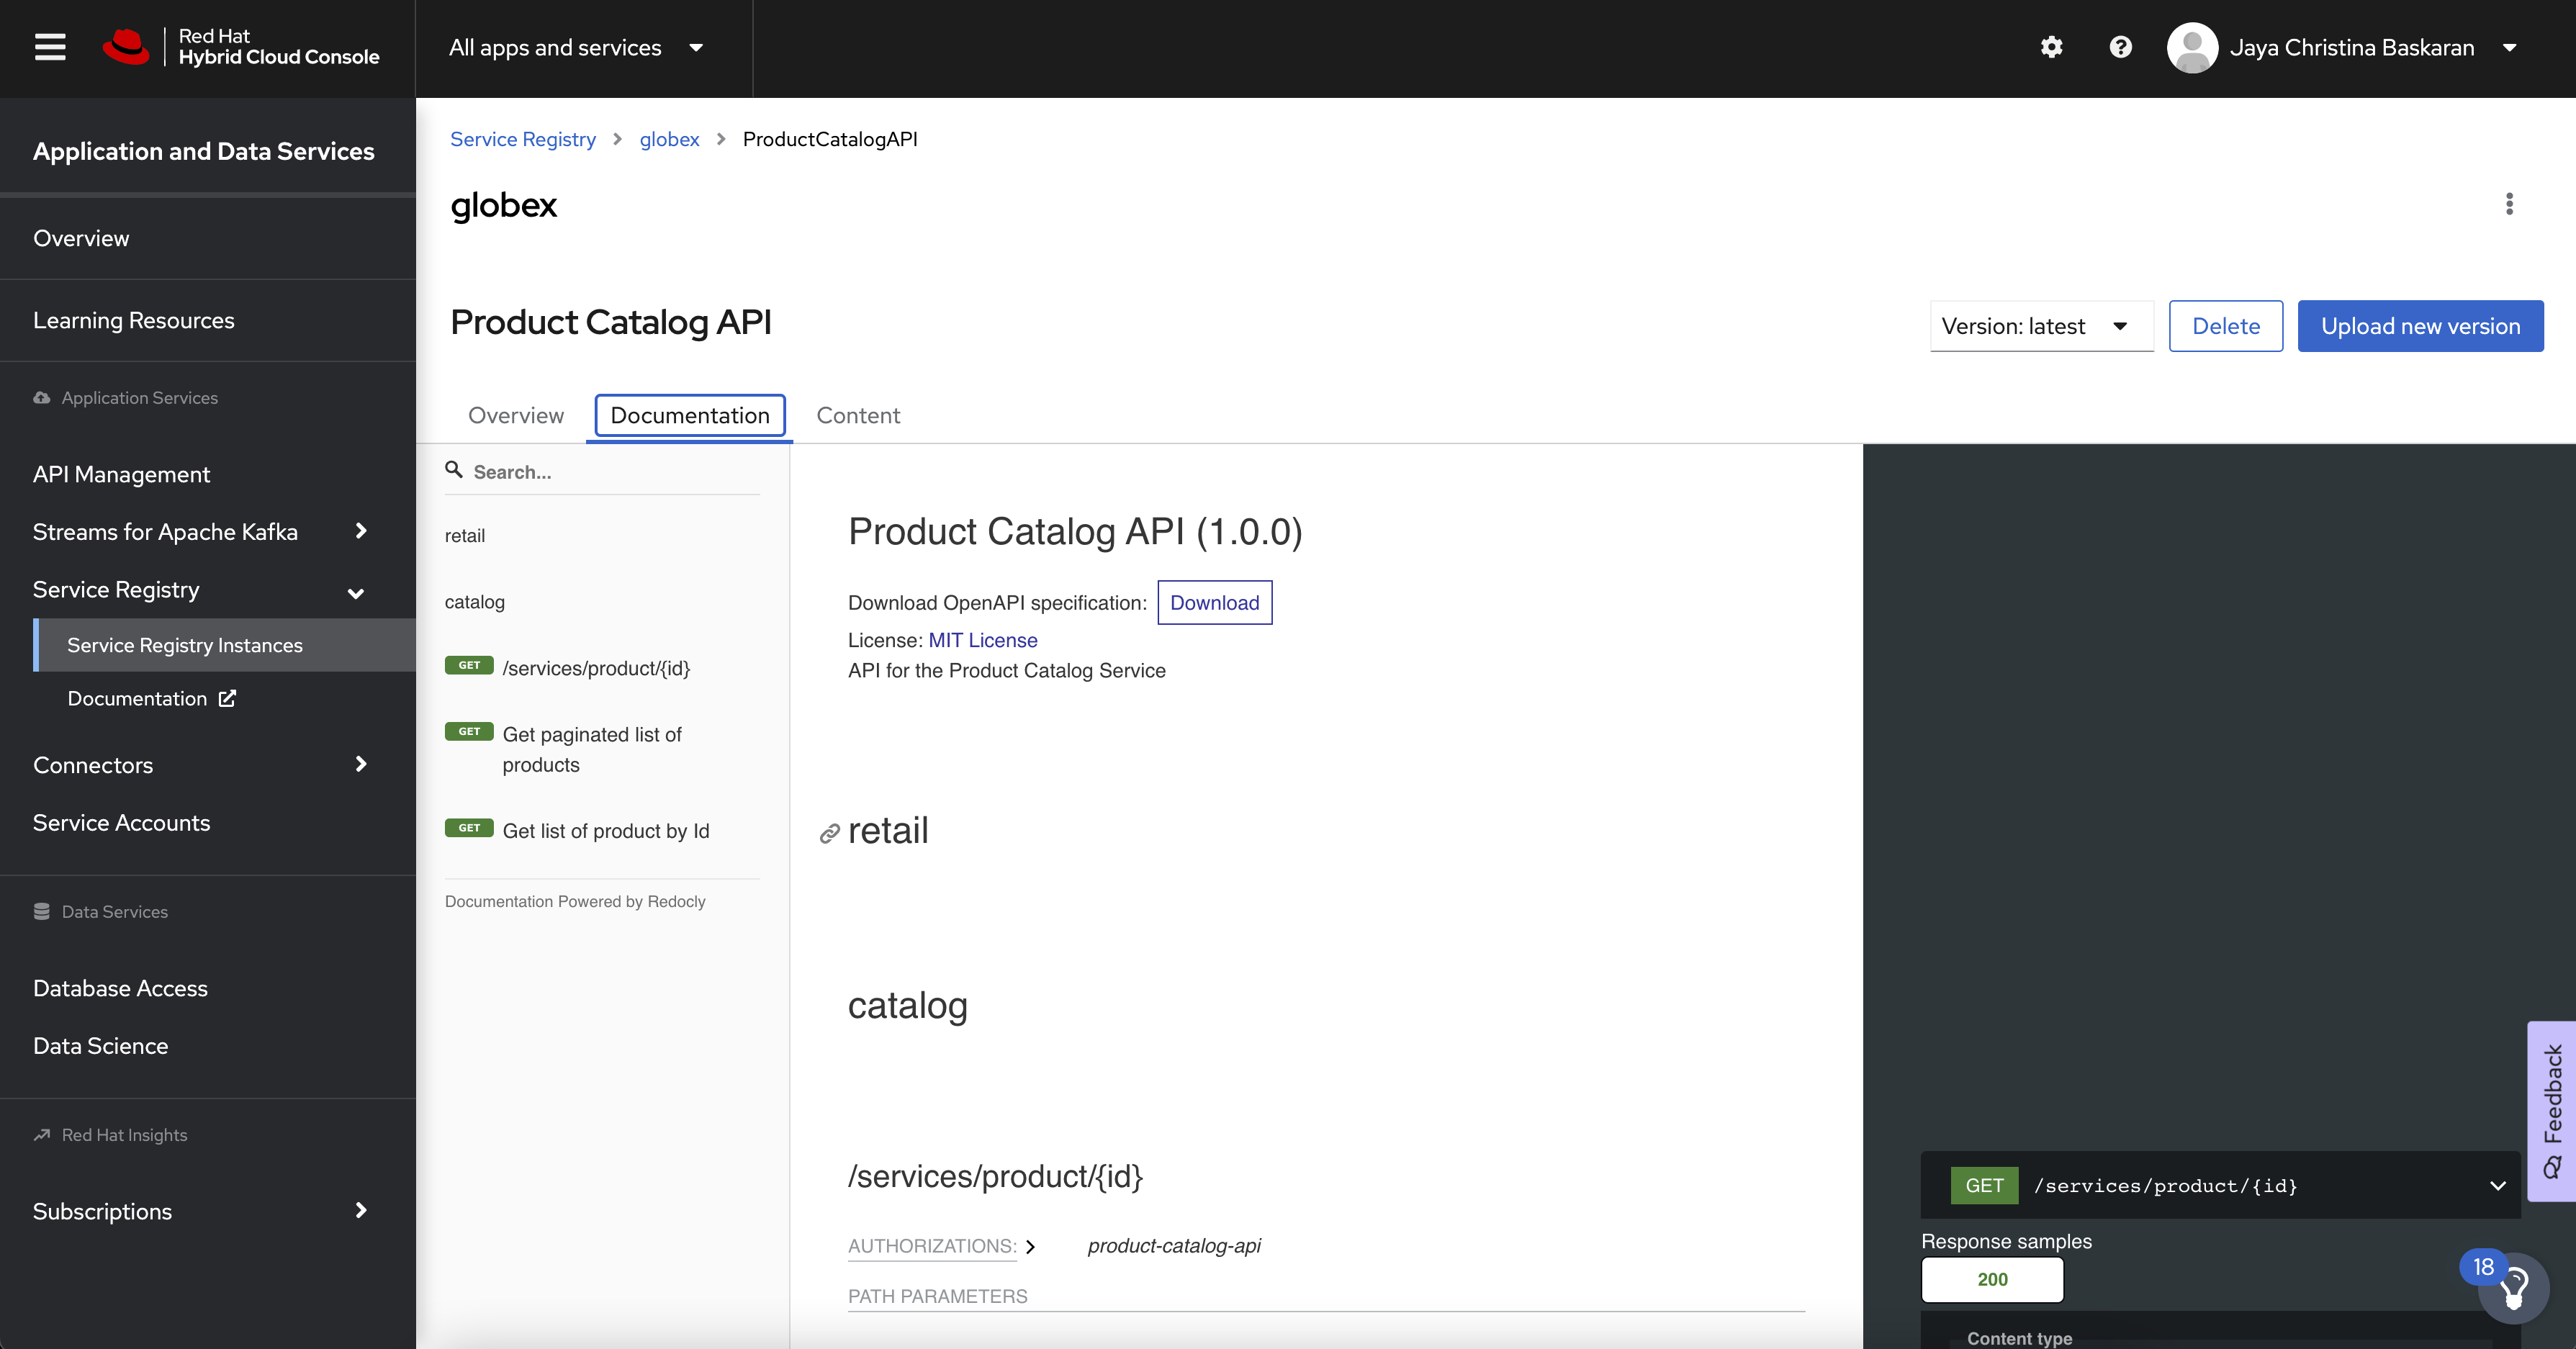 Red Hat
Hybrid Cloud Console
All apps and services
Jaya Christina Baskaran
Application and Data Services
Overview
Learning Resources
Application Services
API Management
Streams for Apache Kafka
Service Registry
Service Registry Instances
Documentation
Connectors
Service Accounts
Data Services
Database Access
Data Science
Red Hat Insights
Subscriptions
Service Registry > globex > ProductCatalogAPI
globex
Product Catalog API
Version: latest
Delete
Upload new version
Overview
Documentation
Content
Search...
retail
catalog
GET /services/product/{id}
GET Get paginated list of
products
GET Get list of product by Id
Documentation Powered by Redocly
Product Catalog API (1.0.0)
Download OpenAPI specification: Download
License: MIT License
API for the Product Catalog Service
retail
catalog
/services/product/{id}
AUTHORIZATIONS: > product-catalog-api
PATH PARAMETERS
GET /services/product/{id}
Response samples
200
Content type
Feedback
18